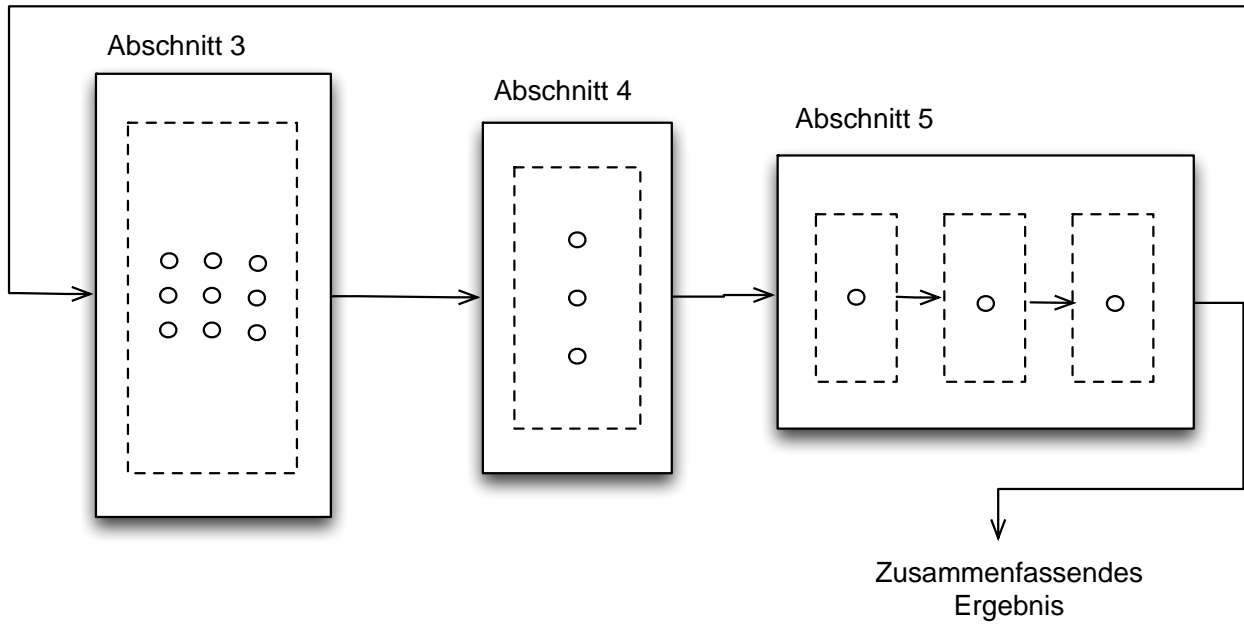 Abschnitt 3
Abschnitt 4
Abschnitt 5
Zusammenfassendes
Ergebnis